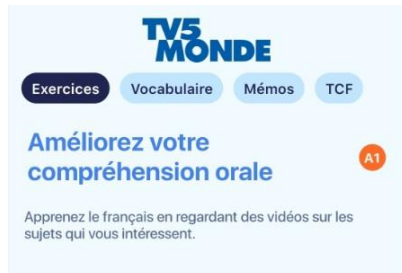 TV5
MONDE
Exercices Vocabulaire Mémos TCF
Améliorez votre
compréhension orale
A1
Apprenez le français en regardant des vidéos sur les
sujets qui vous intéressent.